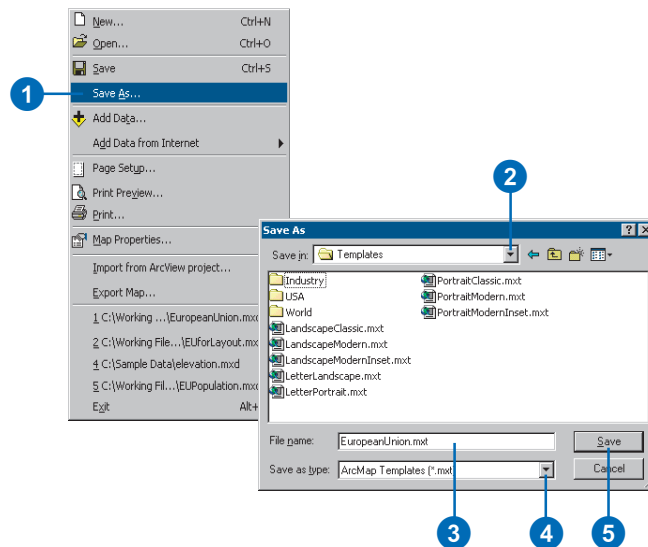 New... Ctrl+N
Open... Ctrl+O
Save Ctrl+S
1
Save As...
Add Data...
Add Data from Internet
Page Setup...
Print Preview...
Print...
Map Properties...
Import from ArcView project...
Export Map...
1 C:\Working ...\EuropeanUnion.mxd
2 C:\Working File...\EUforLayout.mxd
4 C:\Sample Data\elevation.mxd
5 C:\Working Fil...\EUPopulation.mxd
Exit Alt+
2
Save As
Save in: Templates
Industry
USA
World
LandscapeClassic.mxt
LandscapeModern.mxt
LandscapeModernInset.mxt
LetterLandscape.mxt
LetterPortrait.mxt
PortraitClassic.mxt
PortraitModern.mxt
PortraitModernInset.mxt
File name: EuropeanUnion.mxt Save
Save as type: ArcMap Templates (*.mxt) Cancel
3 4 5